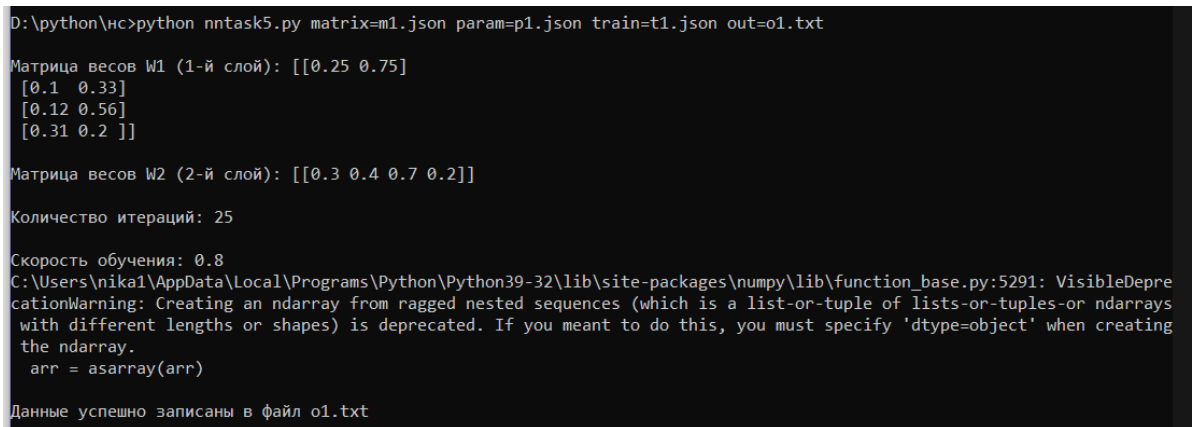 D:\python\нс>python nntask5.py matrix=m1.json param=p1.json train=t1.json out=o1.txt
Матрица весов W1 (1-й слой): [[0.25 0.75]
 [0.1  0.33]
 [0.12 0.56]
 [0.31 0.2 ]]
Матрица весов W2 (2-й слой): [[0.3 0.4 0.7 0.2]]
Количество итераций: 25
Скорость обучения: 0.8
C:\Users\nika1\AppData\Local\Programs\Python\Python39-32\lib\site-packages\numpy\lib\function_base.py:5291: VisibleDepre
cationWarning: Creating an ndarray from ragged nested sequences (which is a list-or-tuple of lists-or-tuples-or ndarrays
 with different lengths or shapes) is deprecated. If you meant to do this, you must specify 'dtype=object' when creating
 the ndarray.
  arr = asarray(arr)
Данные успешно записаны в файл o1.txt